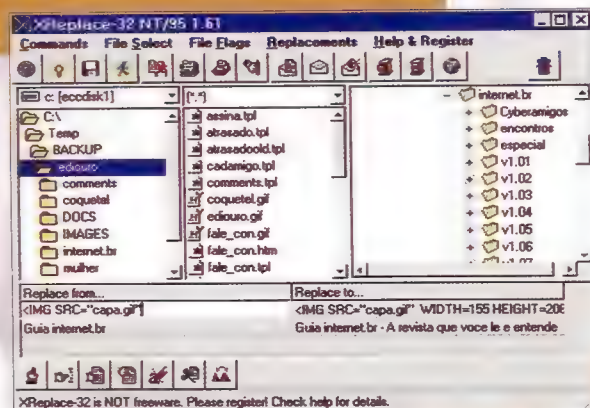 XReplace-32 NT/95 1.61
Commands File Select File Flags Replacements Help & Register
c: [eccdisk1]
(*.*)
C:\
Temp
BACKUP
ediouro
comments
coquetel
DOCS
IMAGES
internet.br
mulher
assina.tpl
atrasado.tpl
atrasadoold.tpl
cadamigo.tpl
comments.tpl
coquetel.gif
ediouro.gif
fale_con.gif
fale_con.htm
fale_con.tpl
internet.br
Cyberamigos
encontros
especial
v1.01
v1.02
v1.03
v1.04
v1.05
v1.06
v1.07
Replace from...
Replace to...
<IMG SRC="capa.gif"
<IMG SRC="capa.gif" WIDTH=155 HEIGHT=206
Guia internet.br
Guia internet.br - A revista que voce le e entende
XReplace-32 is NOT freeware. Please register! Check help for details.